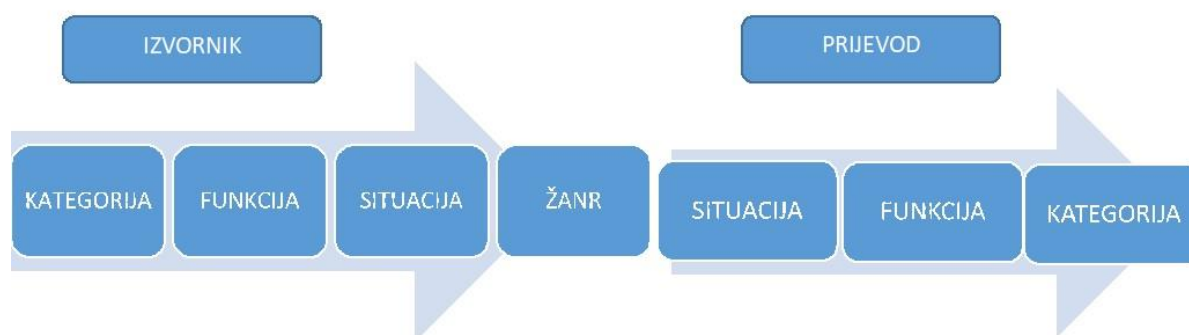 IZVORNIK
PRIJEVOD
KATEGORIJA
FUNKCIJA
SITUACIJA
ŽANR
SITUACIJA
FUNKCIJA
KATEGORIJA